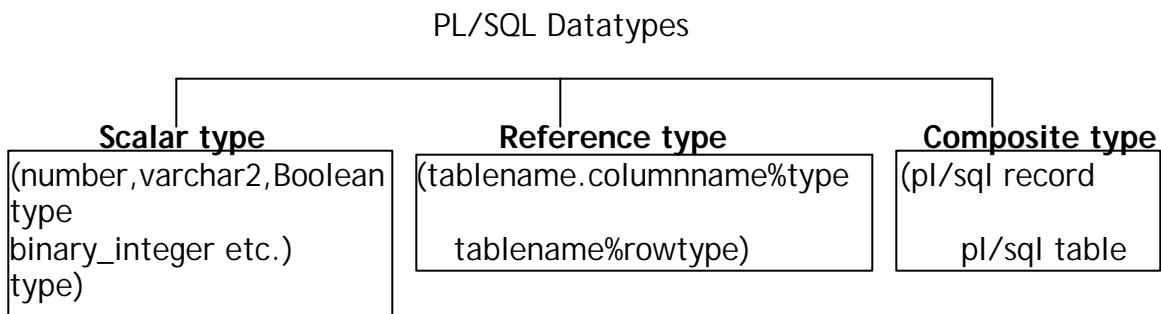 PL/SQL Datatypes
Scalar type
Reference type
Composite type
(number,varchar2,Boolean
type
binary_integer etc.)
type)
(tablename.columnname%type
tablename%rowtype)
(pl/sql record
pl/sql table